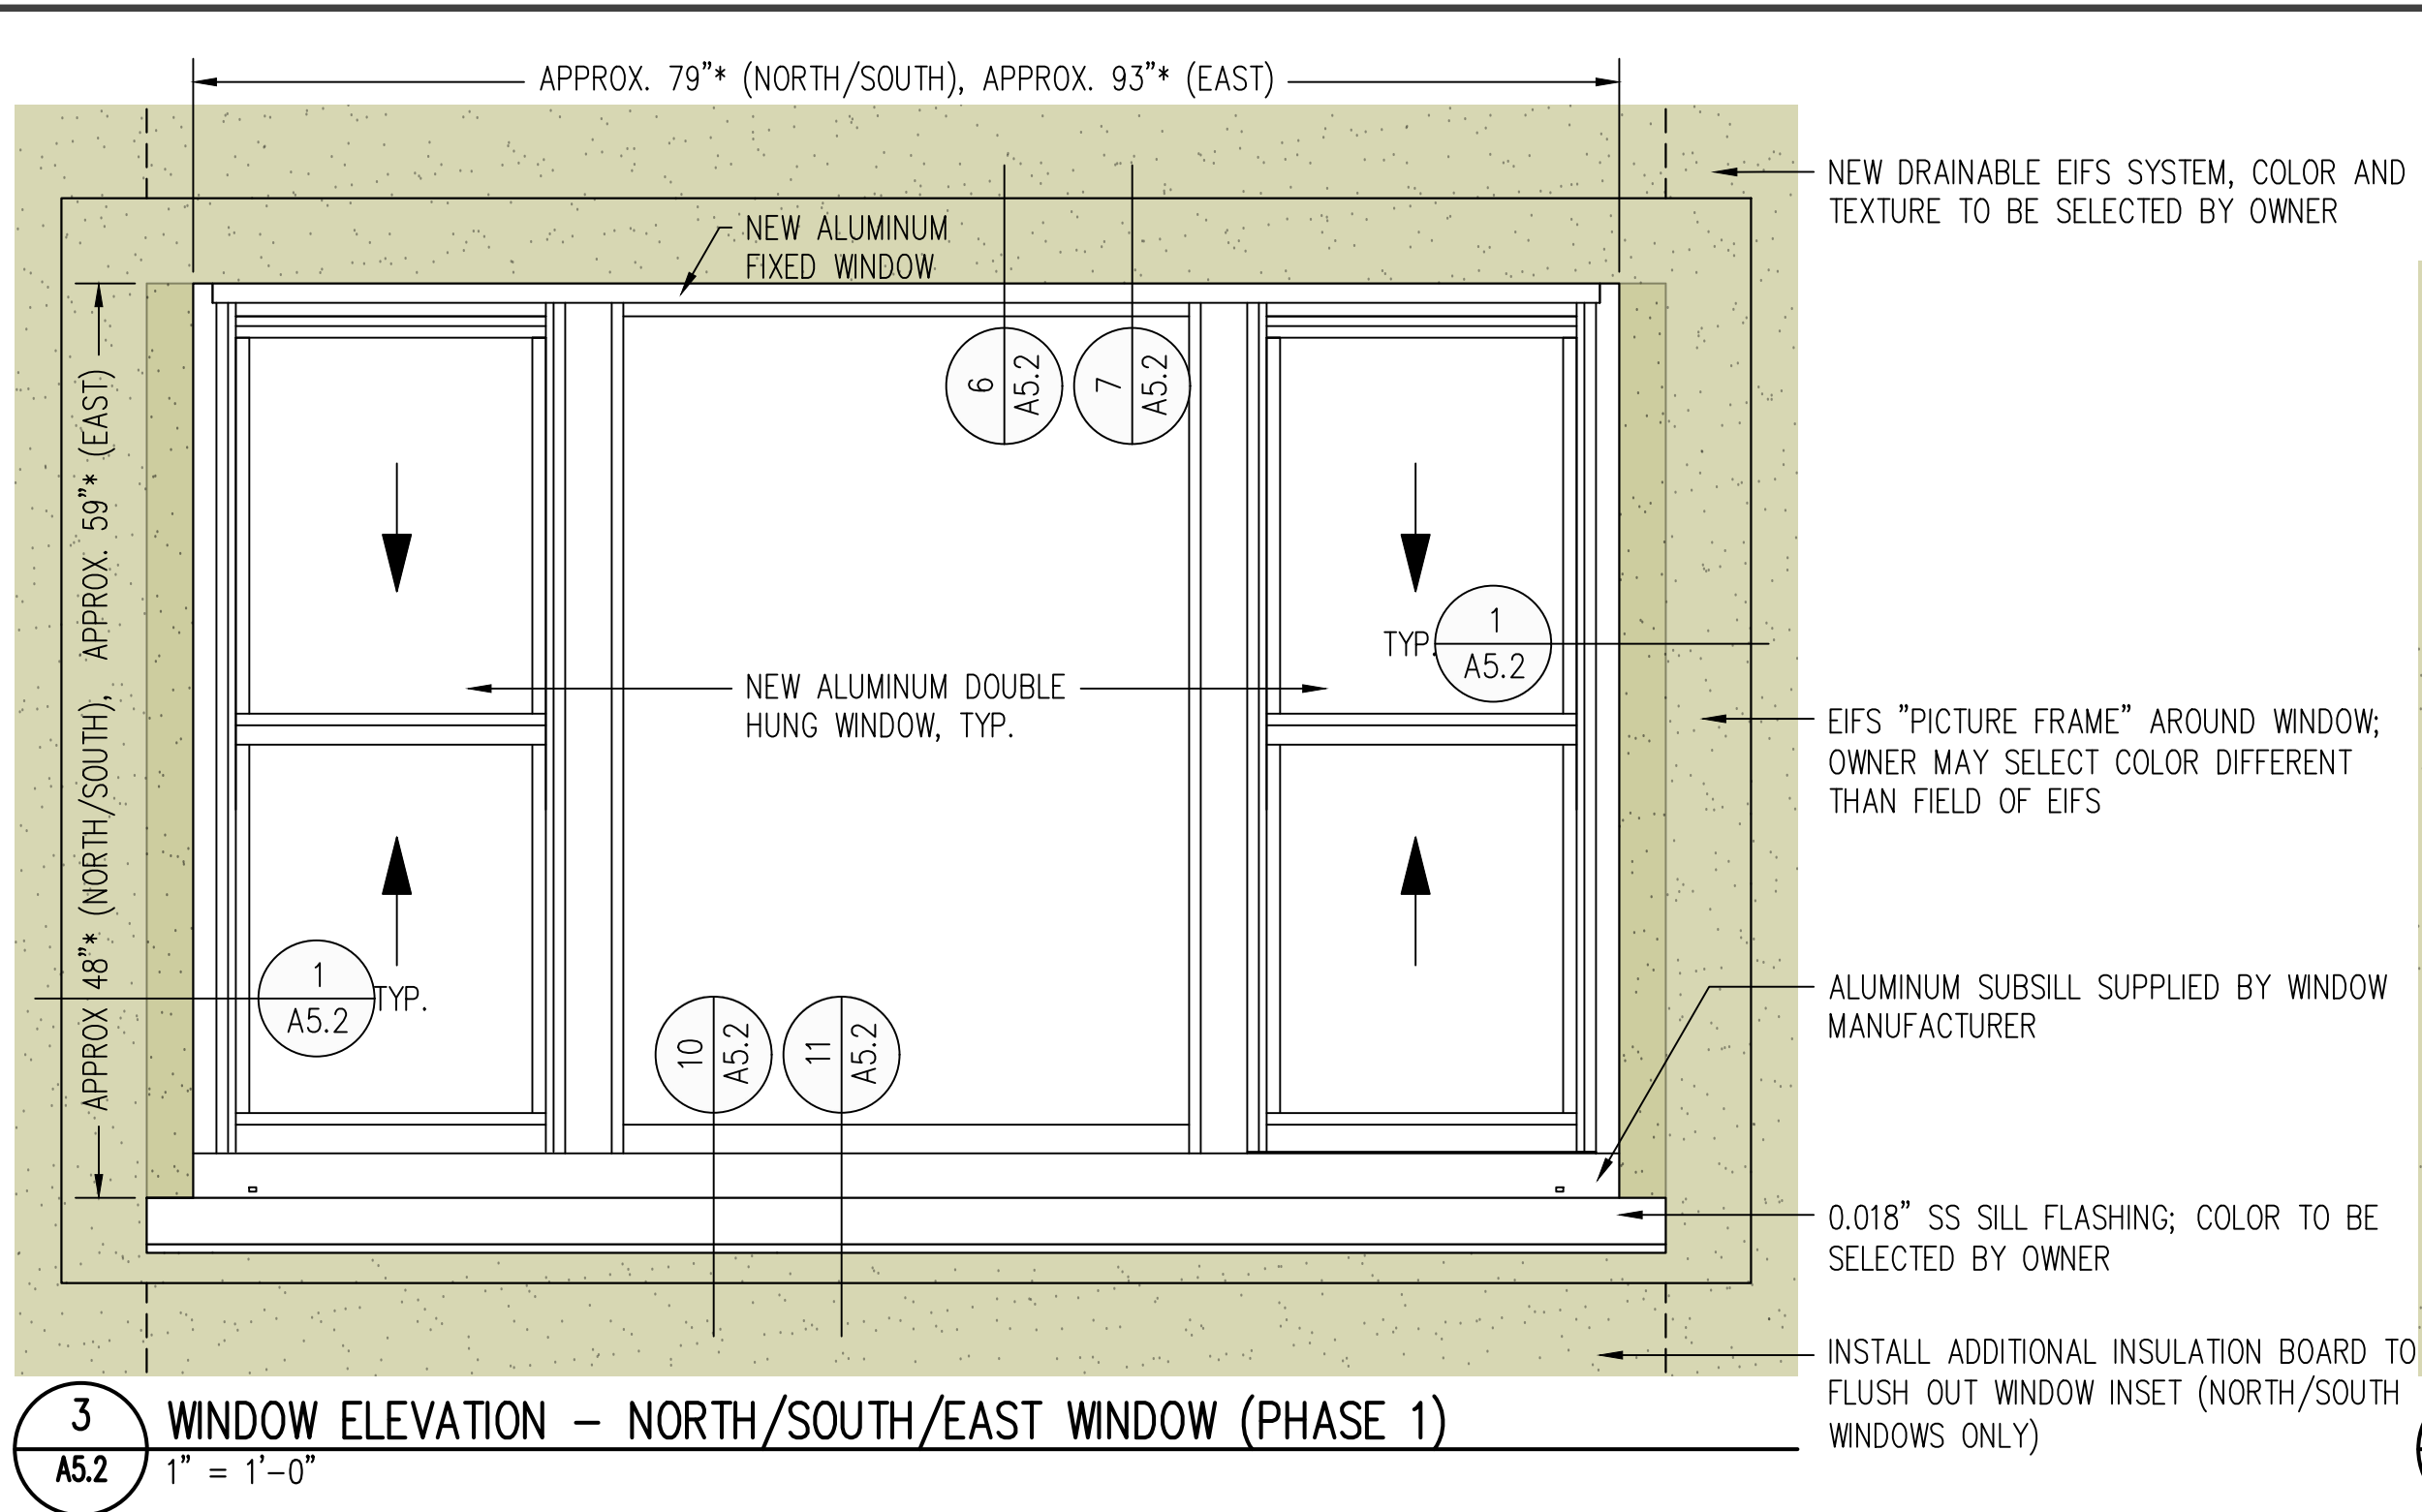 APPROX. 79"* (NORTH/SOUTH), APPROX. 93"* (EAST)
NEW DRAINABLE EIFS SYSTEM, COLOR AND
TEXTURE TO BE SELECTED BY OWNER
NEW ALUMINUM
FIXED WINDOW
6
A5.2
7
A5.2
APPROX 48"* (NORTH/SOUTH), APPROX. 59"* (EAST)
TYP.
1
A5.2
NEW ALUMINUM DOUBLE
HUNG WINDOW, TYP.
EIFS "PICTURE FRAME" AROUND WINDOW;
OWNER MAY SELECT COLOR DIFFERENT
THAN FIELD OF EIFS
1
A5.2
TYP.
10
A5.2
11
A5.2
ALUMINUM SUBSILL SUPPLIED BY WINDOW
MANUFACTURER
0.018" SS SILL FLASHING; COLOR TO BE
SELECTED BY OWNER
INSTALL ADDITIONAL INSULATION BOARD TO
FLUSH OUT WINDOW INSET (NORTH/SOUTH
WINDOWS ONLY)
3
A5.2
WINDOW ELEVATION – NORTH/SOUTH/EAST WINDOW (PHASE 1)
1" = 1'-0"